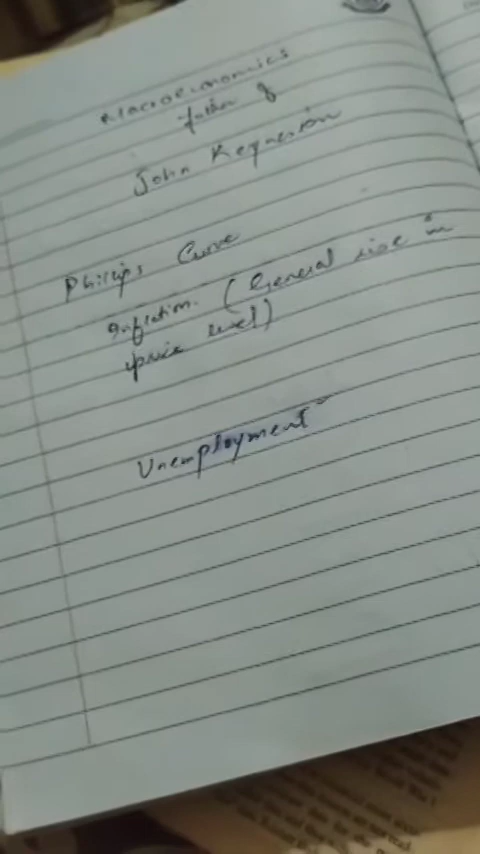 Macroeconomics
father of
John Keynesian
Phillips Curve
Inflation. (General rise in
price level)
Unemployment